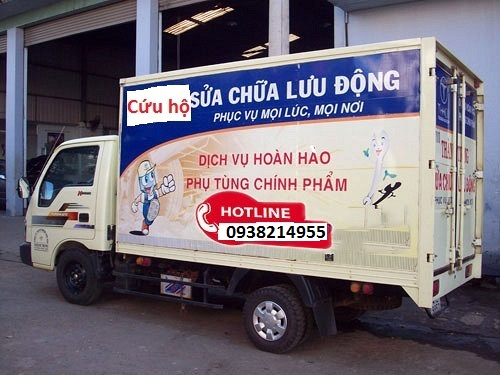 Cứu hộ
SỬA CHỮA LƯU ĐỘNG
PHỤC VỤ MỌI LÚC, MỌI NƠI
DỊCH VỤ HOÀN HẢO
PHỤ TÙNG CHÍNH PHẨM
HOTLINE
0938214955